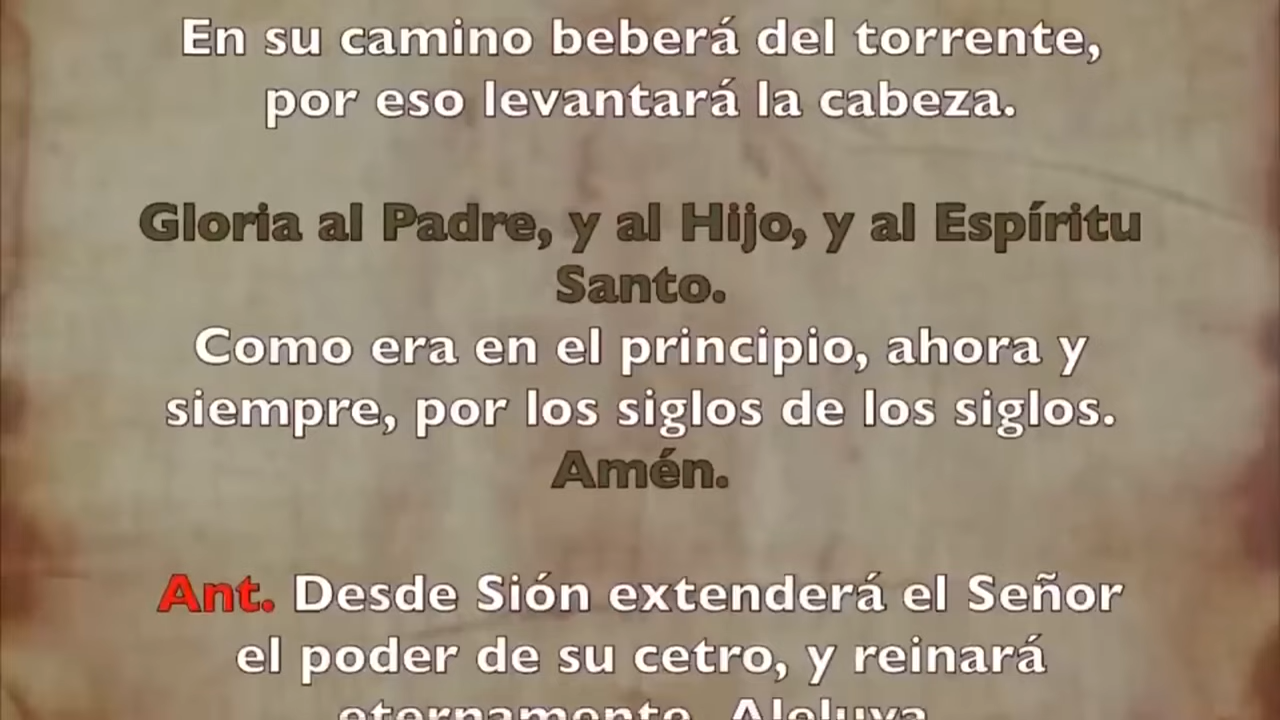 En su camino beberá del torrente,
por eso levantará la cabeza.
Gloria al Padre, y al Hijo, y al Espíritu
Santo.
Como era en el principio, ahora y
siempre, por los siglos de los siglos.
Amén.
Ant. Desde Sión extenderá el Señor
el poder de su cetro, y reinará
eternamente. Aleluya.